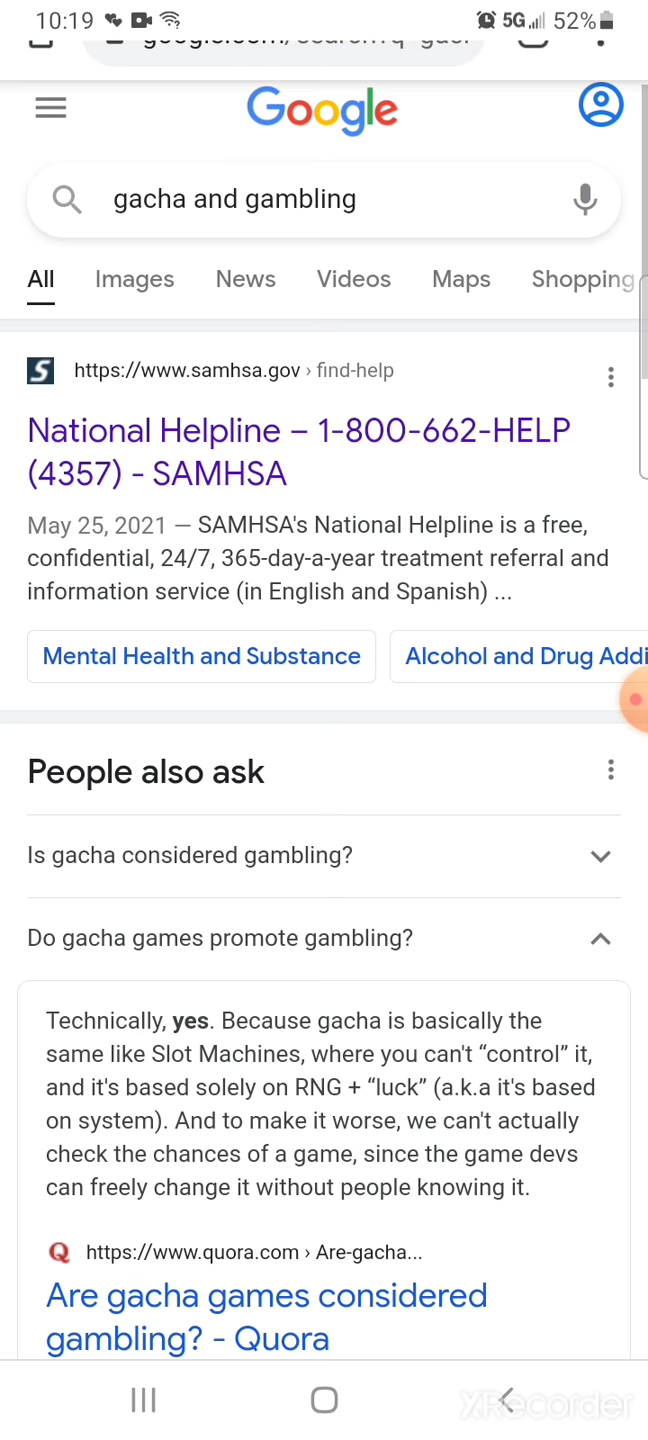 10:19 5G 52%
Google
gacha and gambling
All Images News Videos Maps Shopping
https://www.samhsa.gov › find-help
National Helpline – 1-800-662-HELP
(4357) - SAMHSA
May 25, 2021 — SAMHSA's National Helpline is a free,
confidential, 24/7, 365-day-a-year treatment referral and
information service (in English and Spanish) ...
Mental Health and Substance Alcohol and Drug Addi
People also ask
Is gacha considered gambling?
Do gacha games promote gambling?
Technically, yes. Because gacha is basically the
same like Slot Machines, where you can't “control” it,
and it's based solely on RNG + “luck” (a.k.a it's based
on system). And to make it worse, we can't actually
check the chances of a game, since the game devs
can freely change it without people knowing it.
https://www.quora.com › Are-gacha...
Are gacha games considered
gambling? - Quora
XRecorder